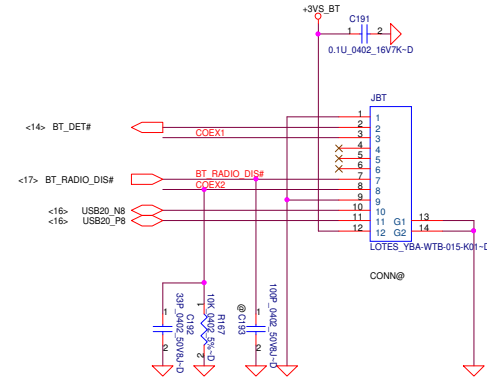 +3VS_BT
C191
1 2
0.1U_0402_16V7K~D
JBT
1 1
<14> BT_DET# 2 2
COEX1 3 3
4 4
5 5
6 6
<17> BT_RADIO_DIS# BT_RADIO_DIS# 7 7
COEX2 8 8
9 9
<16> USB20_N8 10 10
<16> USB20_P8 11 11 G1 13
12 12 G2 14
LOTES_YBA-WTB-015-K01~D
CONN@
1 2
33P_0402_50V8J~D
C192
1 2
10K_0402_5%~D
R167
1 2
@ C193
100P_0402_50V8J~D